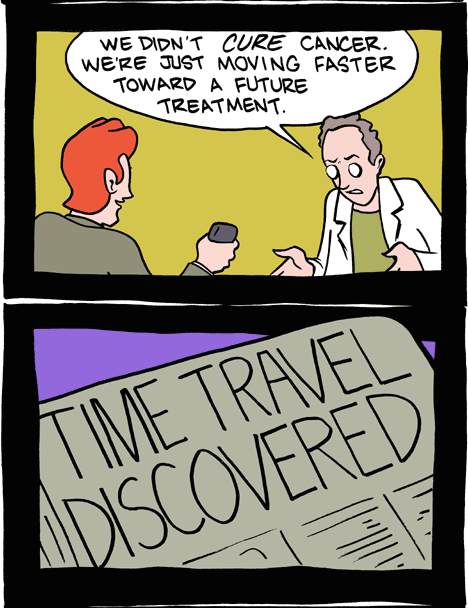 WE DIDN'T CURE CANCER.
WE'RE JUST MOVING FASTER
TOWARD A FUTURE
TREATMENT.
TIME TRAVEL
DISCOVERED